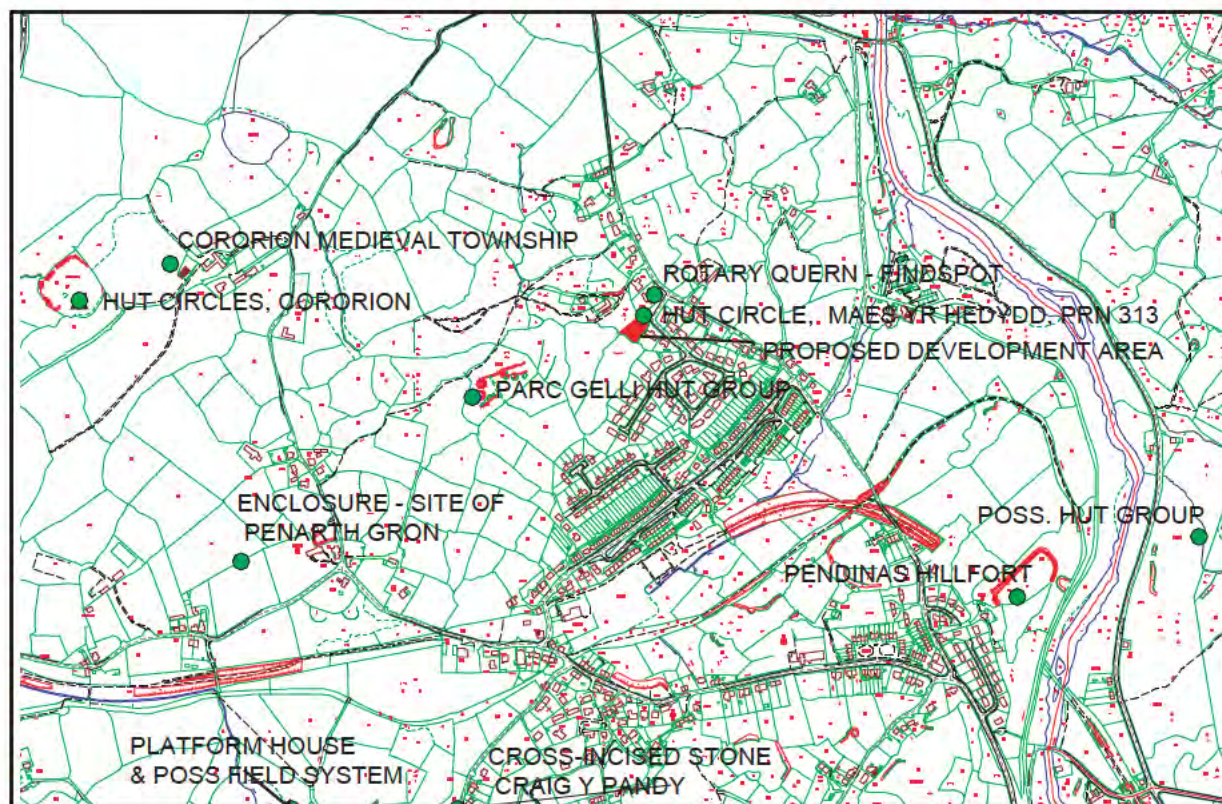 CORORION MEDIEVAL TOWNSHIP
HUT CIRCLES, CORORION
ROTARY QUERN - FINDSPOT
HUT CIRCLE, MAES YR HEDYDD, PRN 313
PROPOSED DEVELOPMENT AREA
PARC GELLI HUT GROUP
ENCLOSURE - SITE OF
PENARTH GRON
POSS. HUT GROUP
PENDINAS HILLFORT
PLATFORM HOUSE
& POSS FIELD SYSTEM
CROSS-INCISED STONE
CRAIG Y PANDY